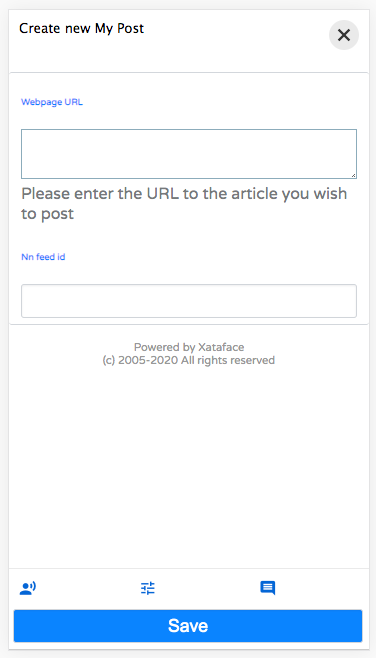 Create new My Post
Webpage URL
Please enter the URL to the article you wish
to post
Nn feed id
Powered by Xataface
(c) 2005-2020 All rights reserved
Save